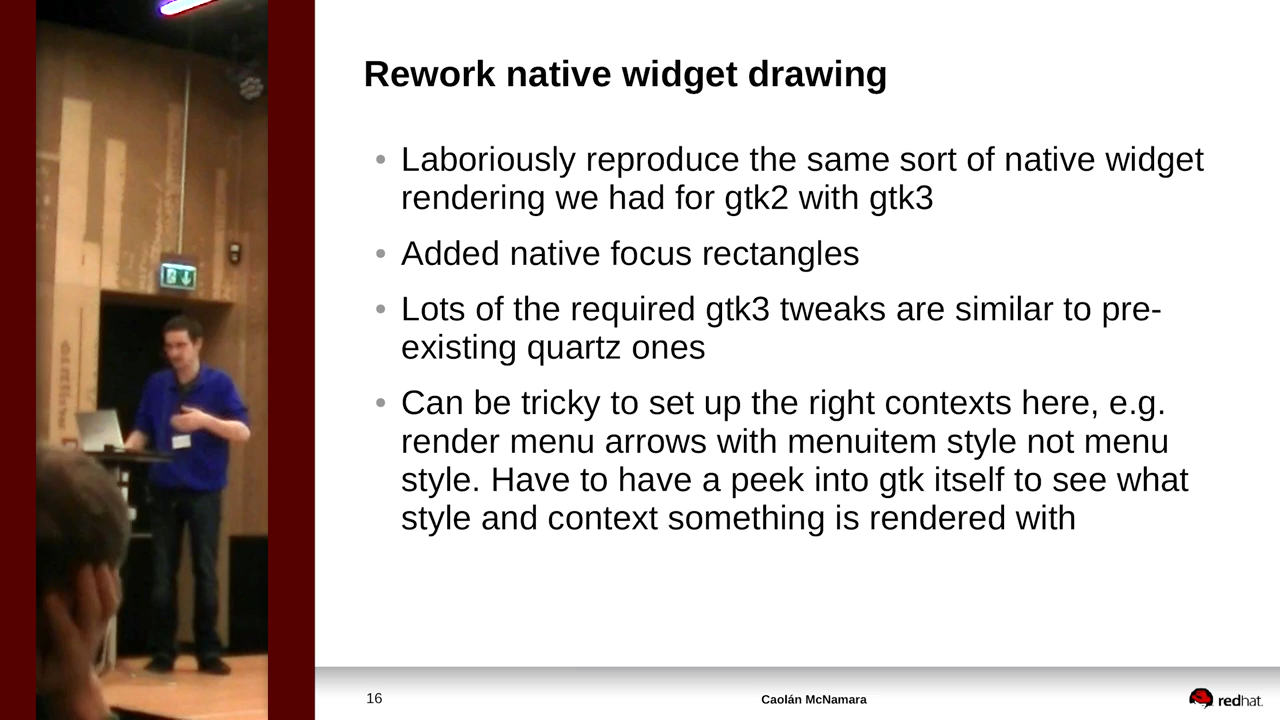 Rework native widget drawing
• Laboriously reproduce the same sort of native widget
rendering we had for gtk2 with gtk3
• Added native focus rectangles
• Lots of the required gtk3 tweaks are similar to pre-
existing quartz ones
• Can be tricky to set up the right contexts here, e.g.
render menu arrows with menuitem style not menu
style. Have to have a peek into gtk itself to see what
style and context something is rendered with
16
Caolán McNamara
redhat.